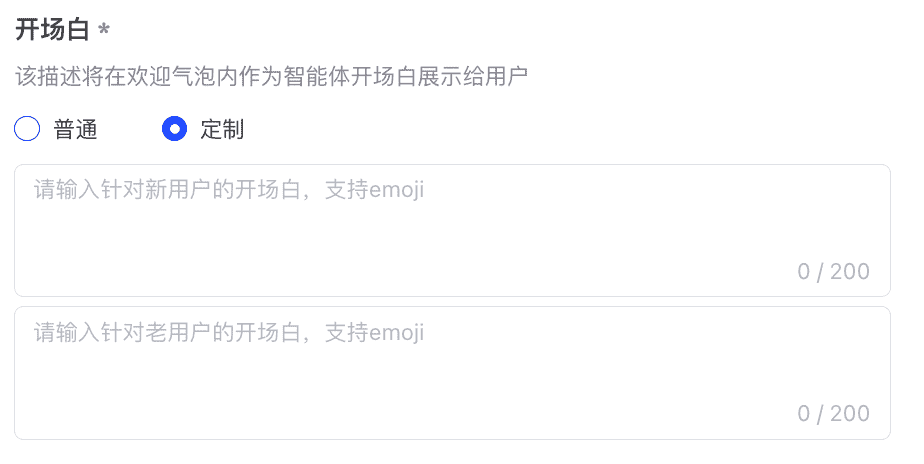 开场白 *
该描述将在欢迎气泡内作为智能体开场白展示给用户
普通 定制
请输入针对新用户的开场白，支持emoji
0 / 200
请输入针对老用户的开场白，支持emoji
0 / 200